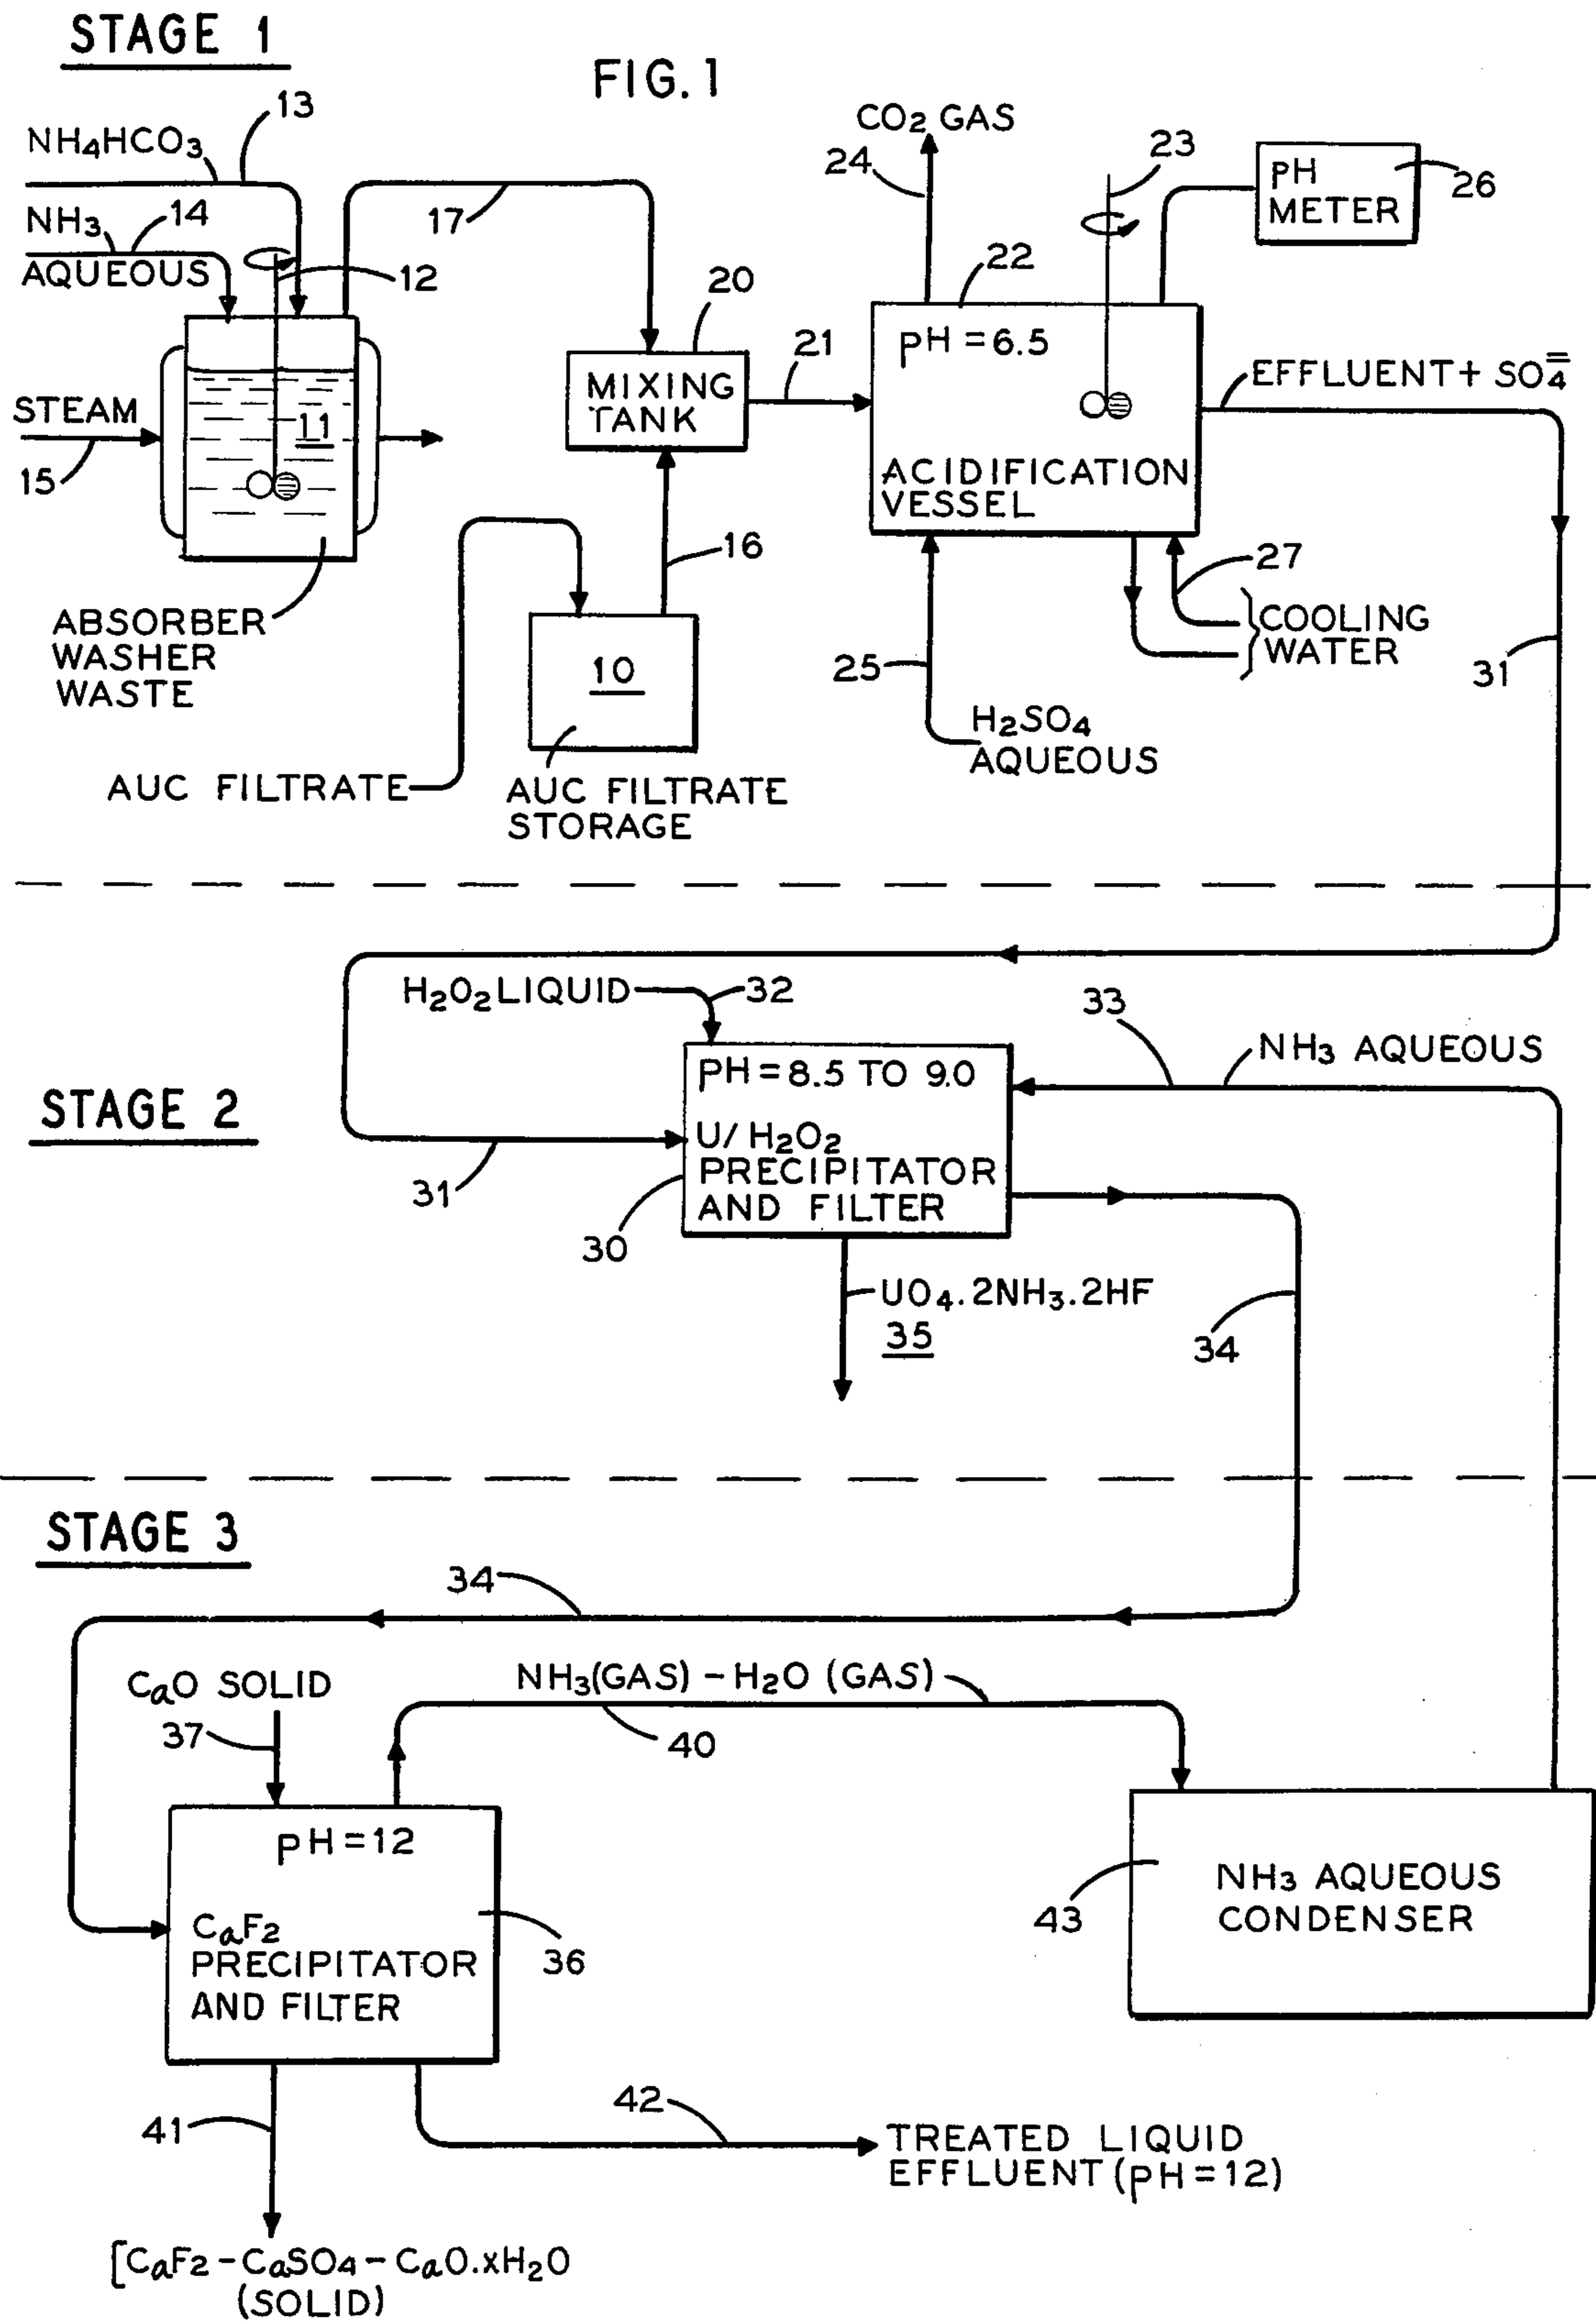 STAGE 1
FIG. 1
NH4HCO3
13
NH3
14
AQUEOUS
12
17
STEAM
15
11
ABSORBER
WASHER
WASTE
20
MIXING
TANK
21
16
10
AUC FILTRATE
AUC FILTRATE
STORAGE
CO2 GAS
24
23
PH
METER
26
22
PH = 6.5
ACIDIFICATION
VESSEL
EFFLUENT + SO4=
27
COOLING
WATER
25
H2SO4
AQUEOUS
31
STAGE 2
H2O2 LIQUID
32
33
NH3 AQUEOUS
PH = 8.5 TO 9.0
U/H2O2
PRECIPITATOR
AND FILTER
31
30
UO4.2NH3.2HF
35
34
STAGE 3
34
CaO SOLID
37
NH3(GAS) - H2O (GAS)
40
PH = 12
CaF2
PRECIPITATOR
AND FILTER
36
43
NH3 AQUEOUS
CONDENSER
41
42
TREATED LIQUID
EFFLUENT (PH = 12)
[CaF2 - CaSO4 - CaO.xH2O
(SOLID)